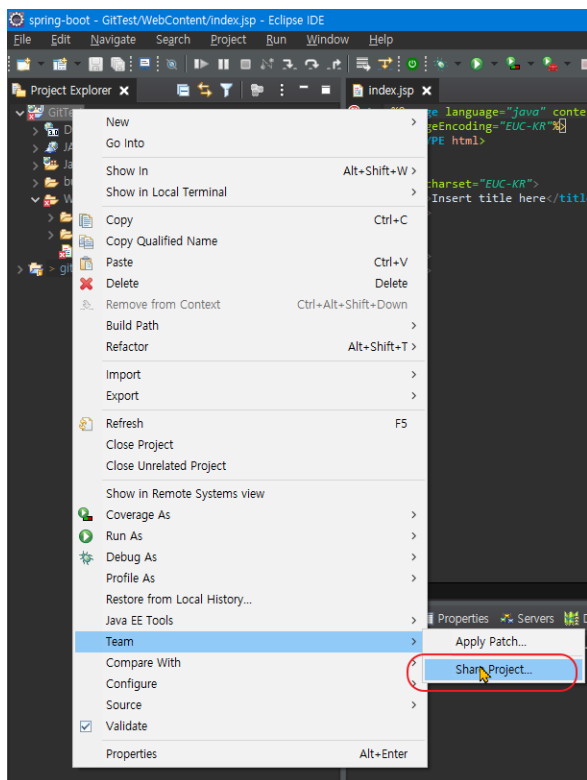 spring-boot - GitTest/WebContent/index.jsp - Eclipse IDE
File Edit Navigate Search Project Run Window Help
Project Explorer
index.jsp
GitTest
language="java"
geEncoding="EUC-KR"%>
PE html>
charset="EUC-KR">
Insert title here</titl
New
Go Into
Show In Alt+Shift+W >
Show in Local Terminal
Copy Ctrl+C
Copy Qualified Name
Paste Ctrl+V
Delete Delete
Remove from Context Ctrl+Alt+Shift+Down
Build Path
Refactor Alt+Shift+T >
Import
Export
Refresh F5
Close Project
Close Unrelated Project
Show in Remote Systems view
Coverage As
Run As
Debug As
Profile As
Restore from Local History...
Java EE Tools
Properties Servers
Team
Apply Patch...
Compare With
Share Project...
Configure
Source
Validate
Properties Alt+Enter